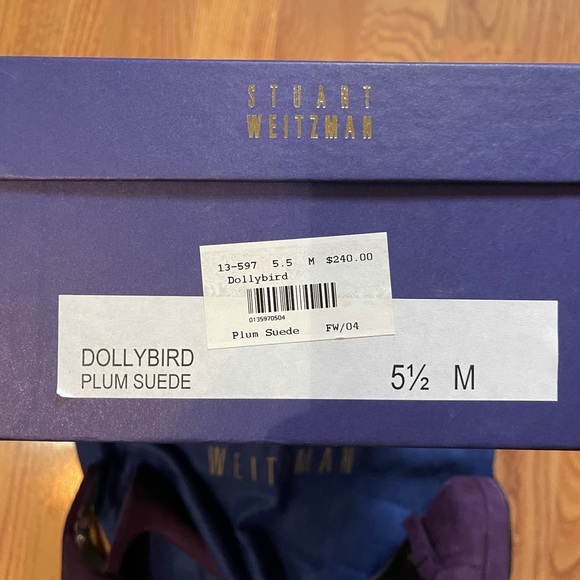 STUART
WEITZMAN
13-597 5.5 M $240.00
Dollybird
0135970504
Plum Suede FW/04
DOLLYBIRD
PLUM SUEDE
5½ M
WEITZMAN